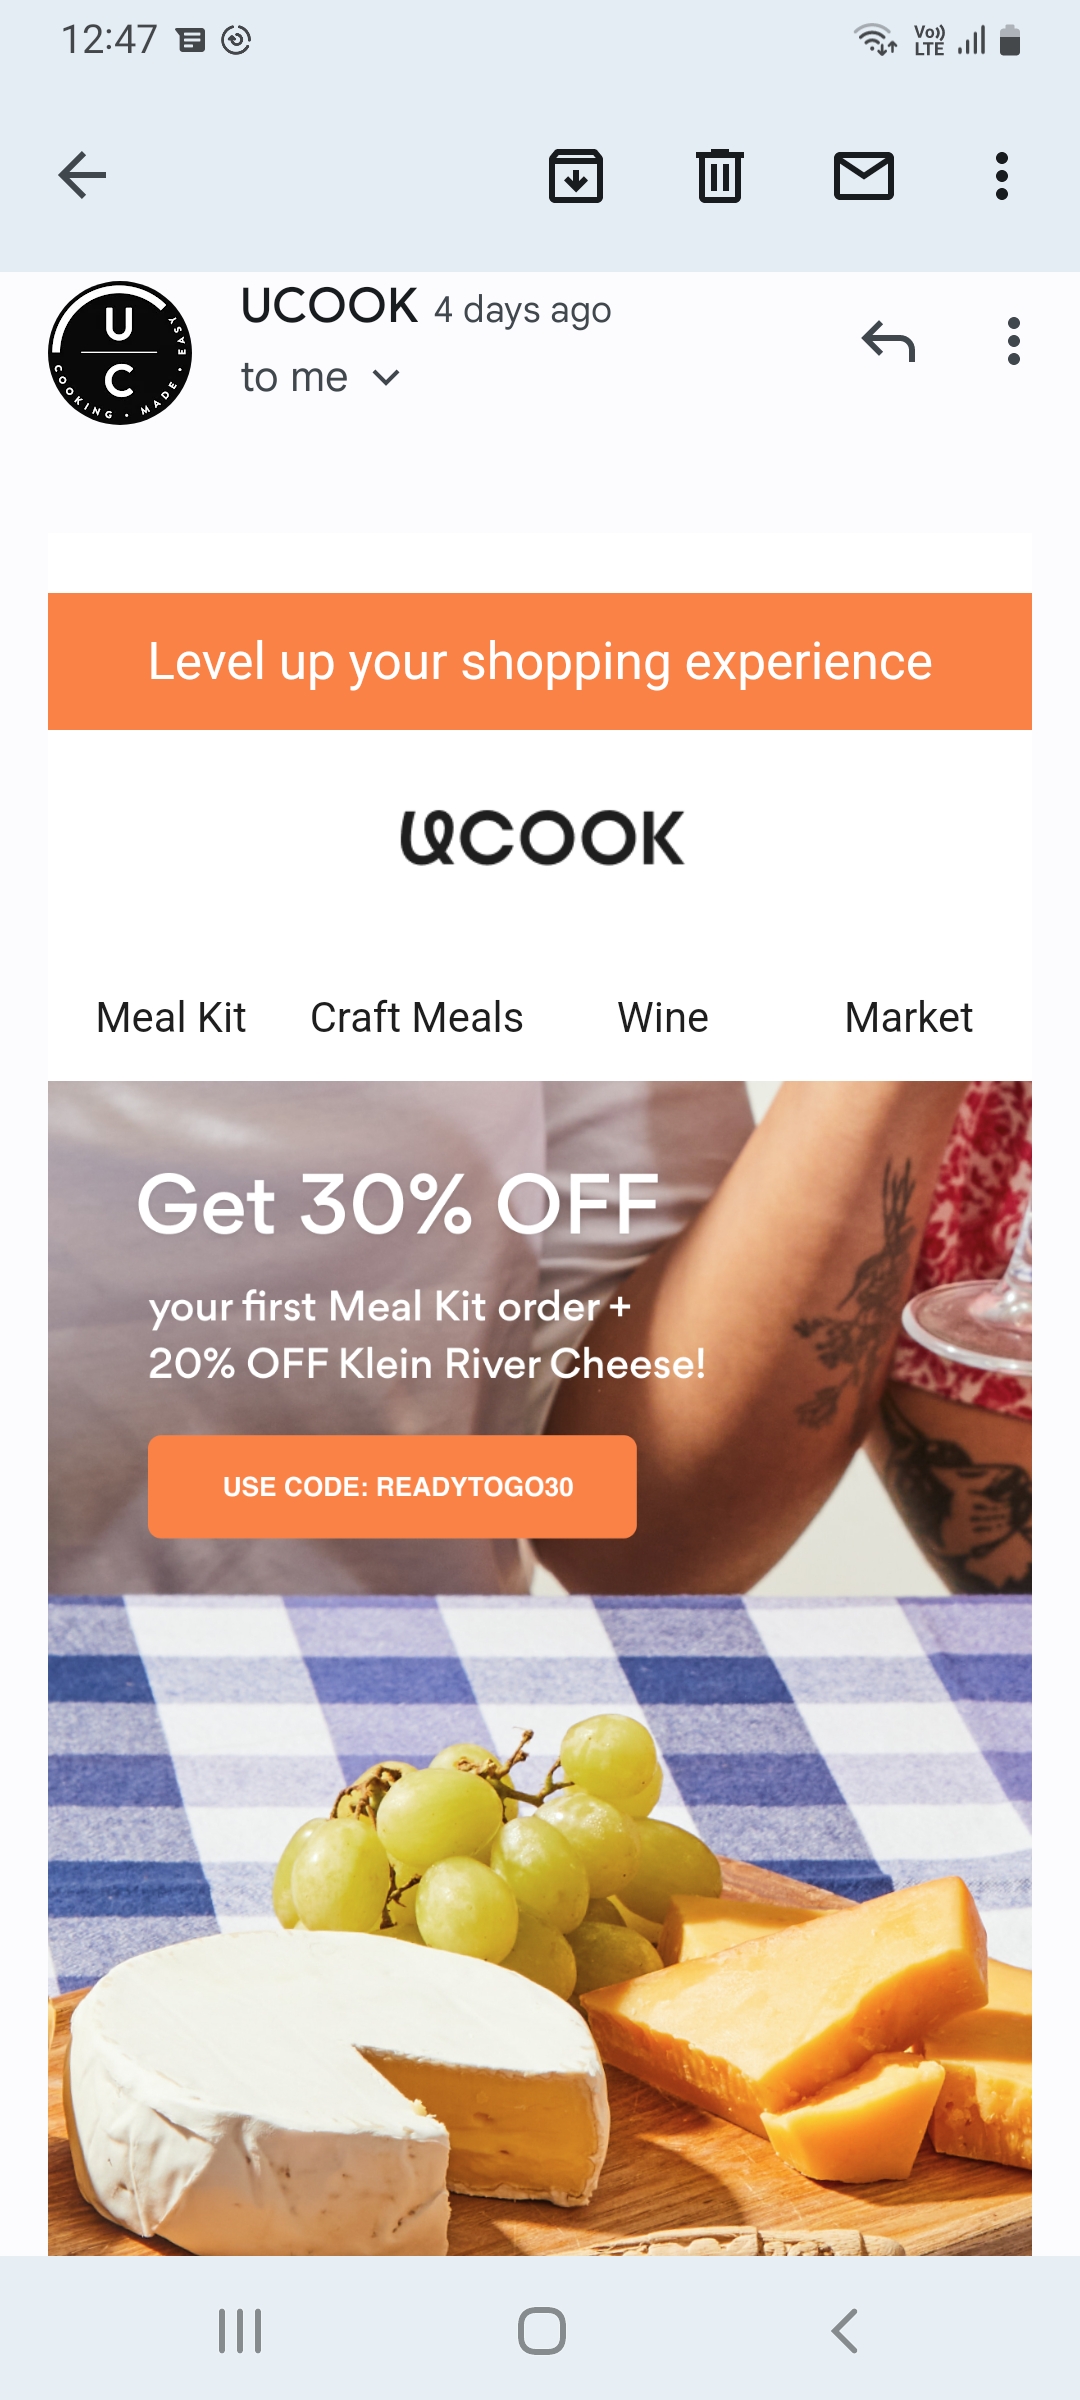 12:47
Vo)) LTE
UCOOK 4 days ago
to me
U
C
COOKING • MADE • EASY
Level up your shopping experience
UCOOK
Meal Kit Craft Meals Wine Market
Get 30% OFF
your first Meal Kit order +
20% OFF Klein River Cheese!
USE CODE: READYTOGO30